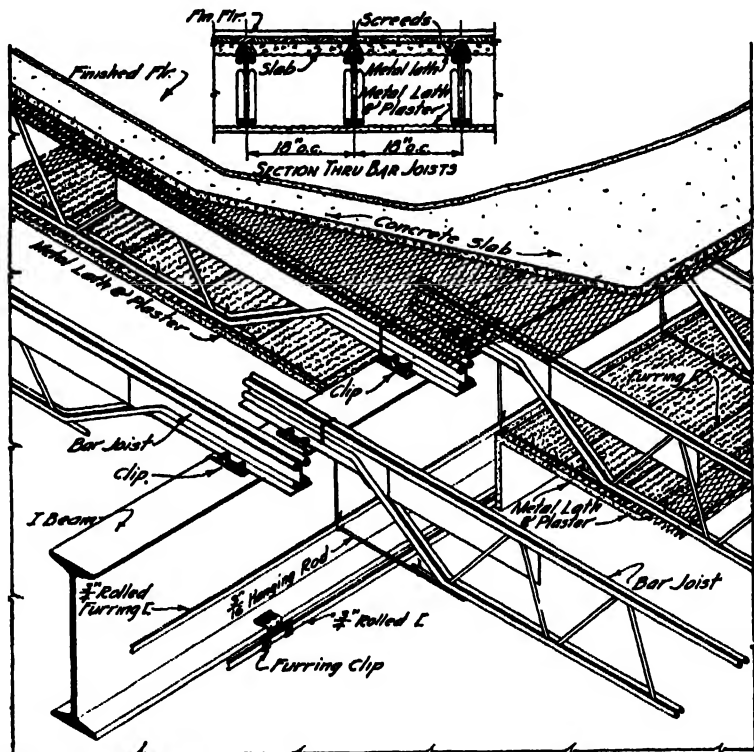 Fin. Flr.
Screeds
Slab
Metal lath
Metal Lath
& Plaster
18" o.c.
18" o.c.
SECTION THRU BAR JOISTS
Finished Flr.
Concrete Slab
Metal Lath & Plaster
Furring
Clip
Bar Joist
Clip.
I Beam
Metal Lath
& Plaster
Bar Joist
3/4" Rolled
Furring [
3/16" Hanging Rod
3/4" Rolled [
Furring Clip